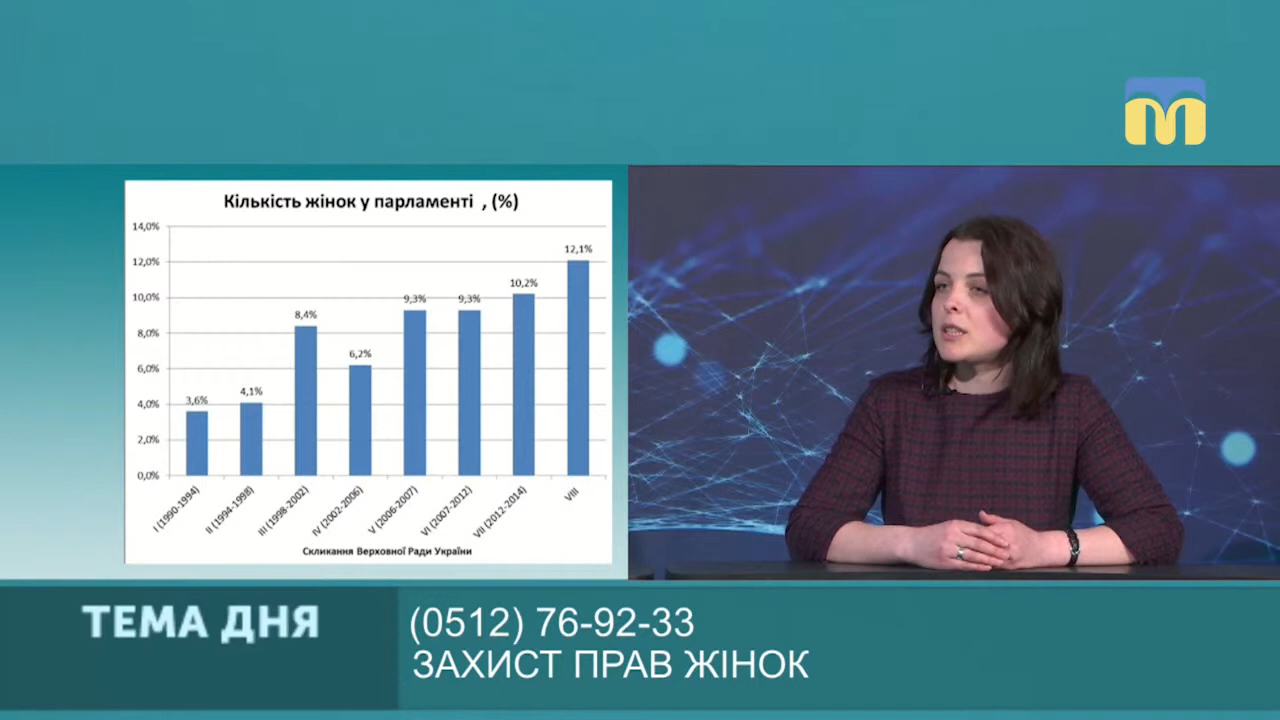 Кількість жінок у парламенті , (%)
14,0%
12,0%
10,0%
8,0%
6,0%
4,0%
2,0%
0,0%
3,6%
4,1%
8,4%
6,2%
9,3%
9,3%
10,2%
12,1%
I (1990-1994)
II (1994-1998)
III (1998-2002)
IV (2002-2006)
V (2006-2007)
VI (2007-2012)
VII (2012-2014)
VIII
Скликання Верховної Ради України
ТЕМА ДНЯ
(0512) 76-92-33
ЗАХИСТ ПРАВ ЖІНОК